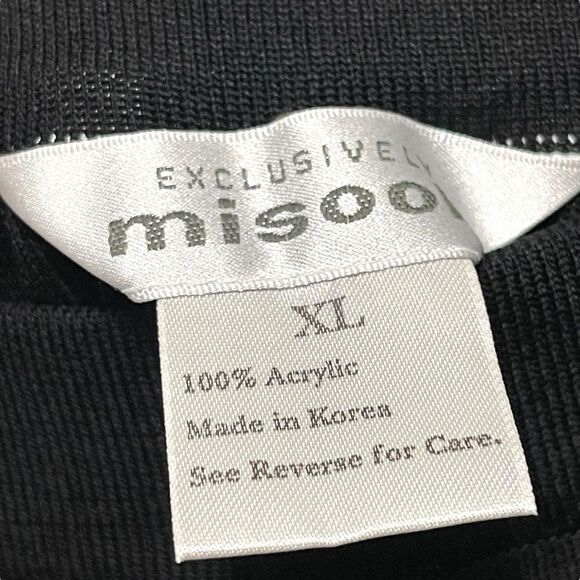 EXCLUSIVELY
misook
XL
100% Acrylic
Made in Korea
See Reverse for Care.